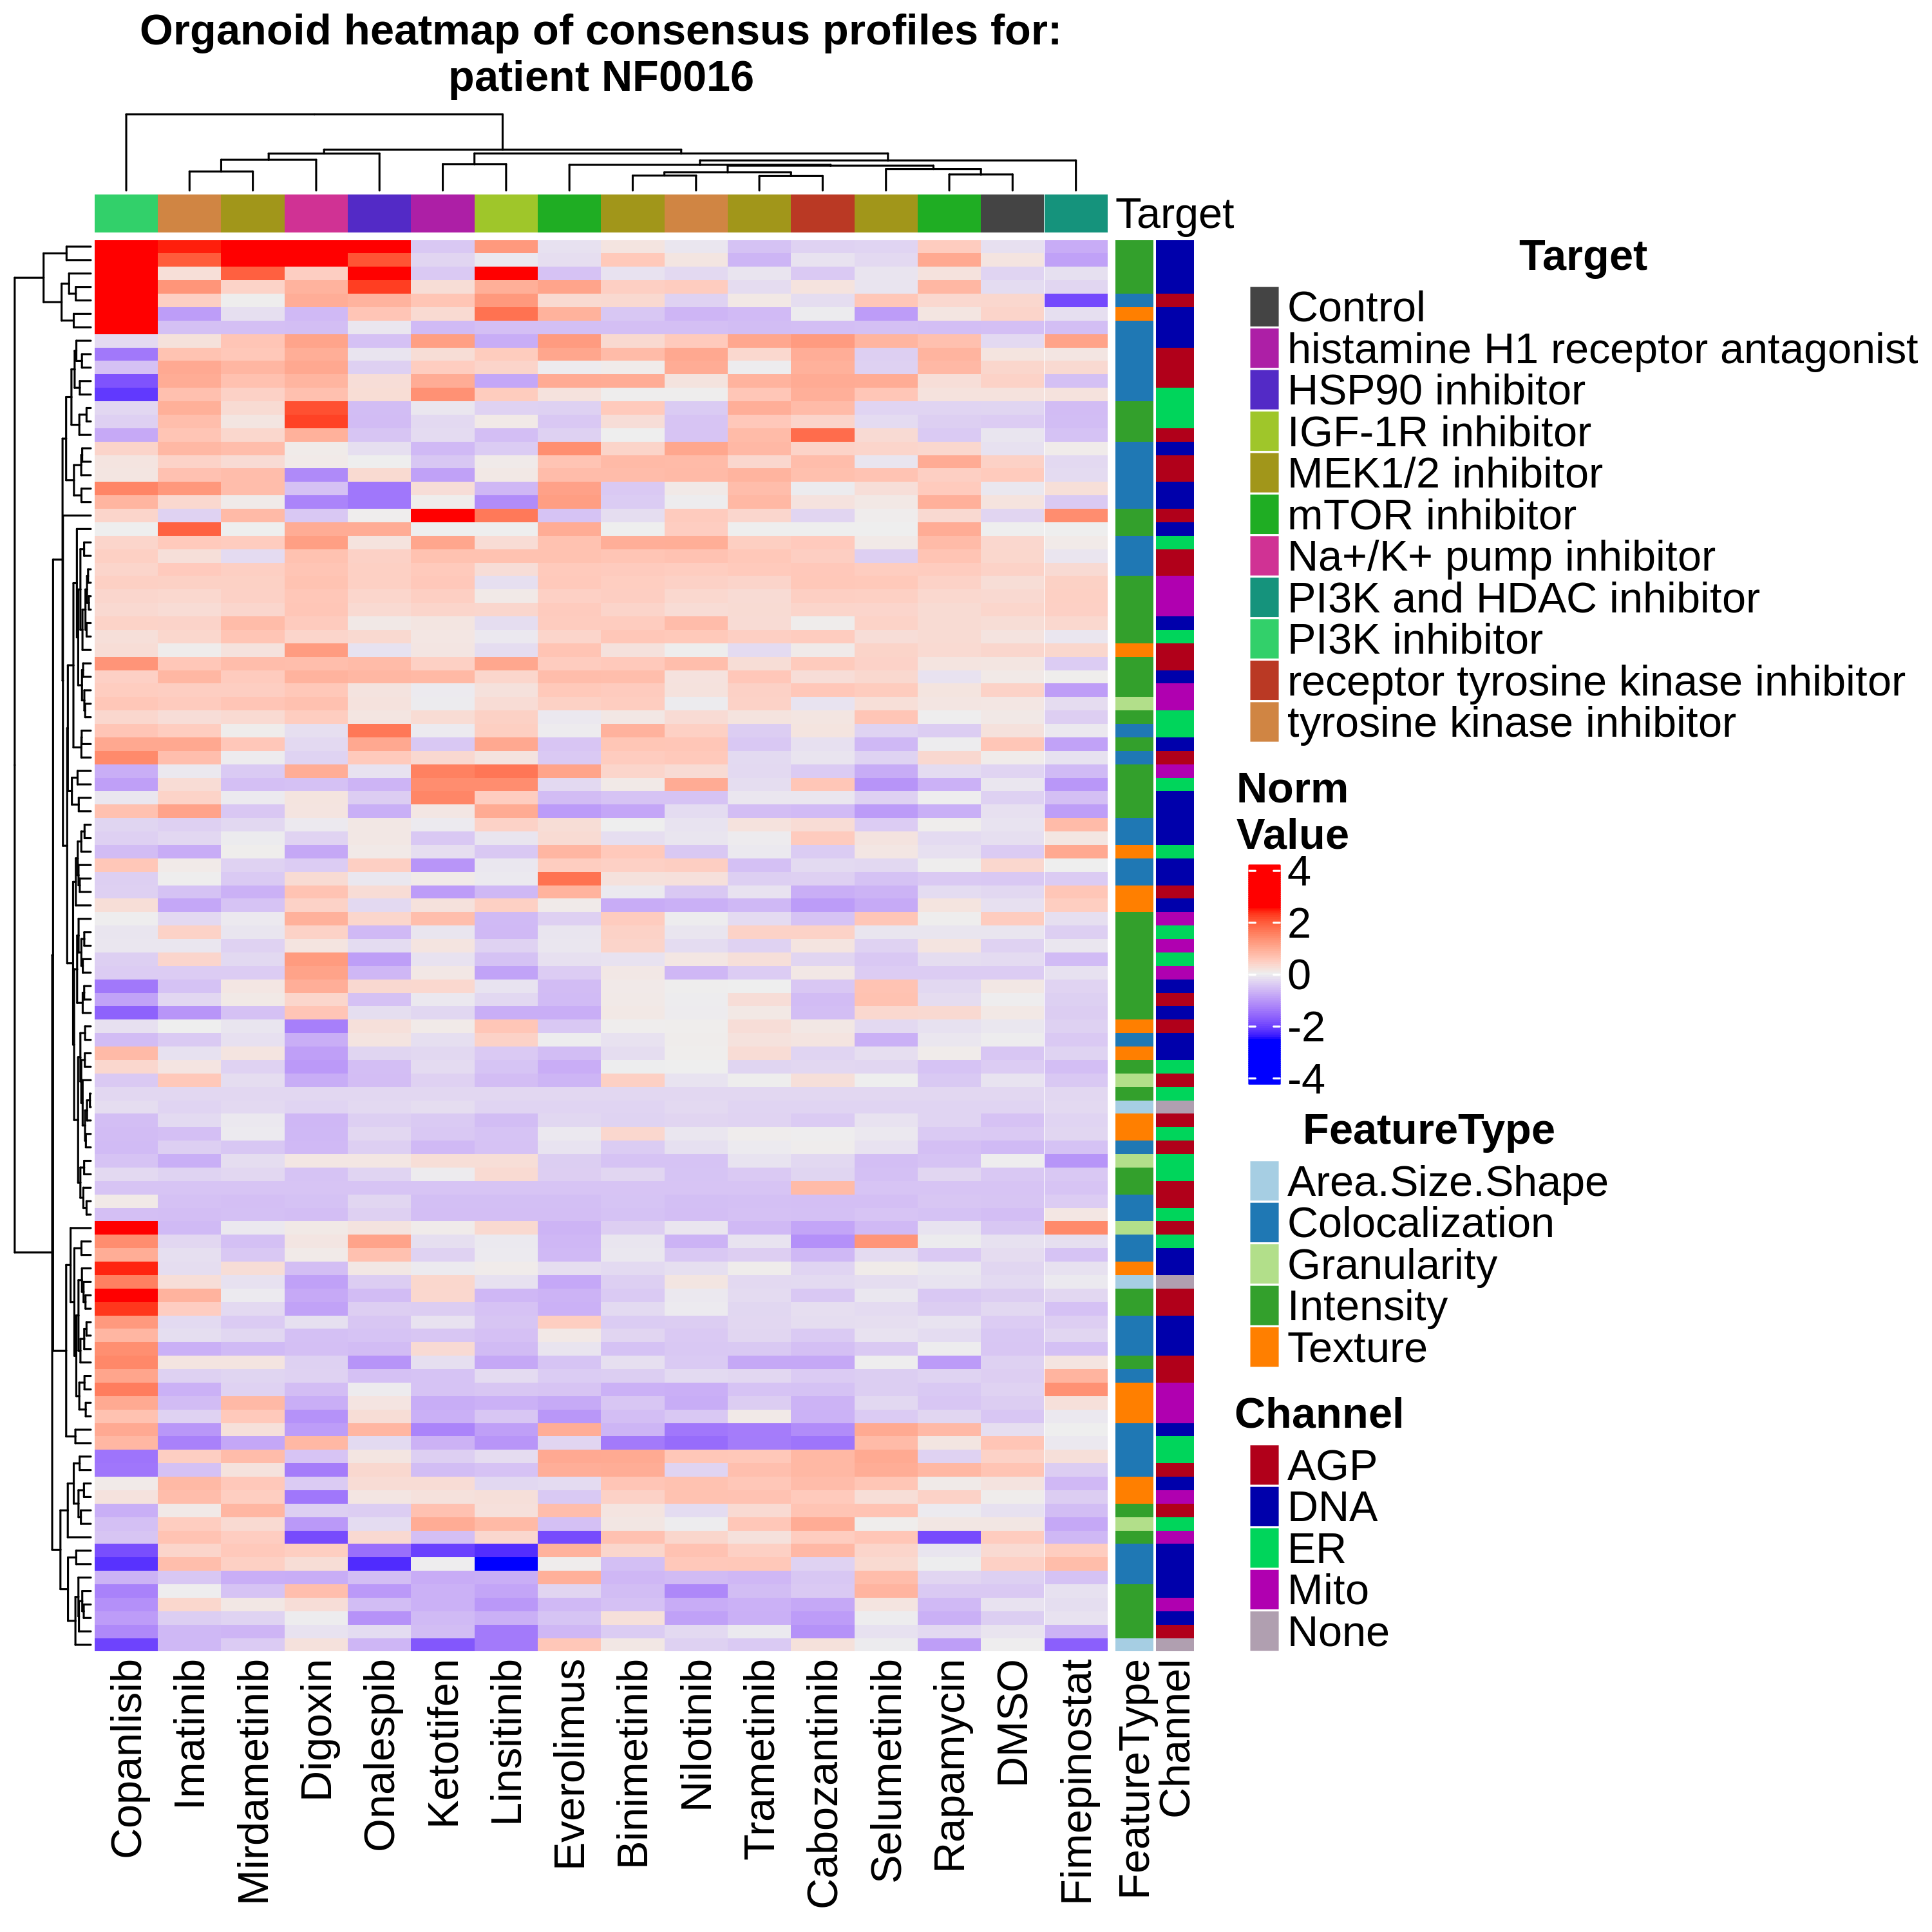 Organoid heatmap of consensus profiles for:
patient NF0016
Target
Target
Control
histamine H1 receptor antagonist
HSP90 inhibitor
IGF-1R inhibitor
MEK1/2 inhibitor
mTOR inhibitor
Na+/K+ pump inhibitor
PI3K and HDAC inhibitor
PI3K inhibitor
receptor tyrosine kinase inhibitor
tyrosine kinase inhibitor
Norm
Value
4
2
0
-2
-4
FeatureType
Area.Size.Shape
Colocalization
Granularity
Intensity
Texture
Channel
AGP
DNA
ER
Mito
None
Copanlisib
Imatinib
Mirdametinib
Digoxin
Onalespib
Ketotifen
Linsitinib
Everolimus
Binimetinib
Nilotinib
Trametinib
Cabozantinib
Selumetinib
Rapamycin
DMSO
Fimepinostat
FeatureType
Channel